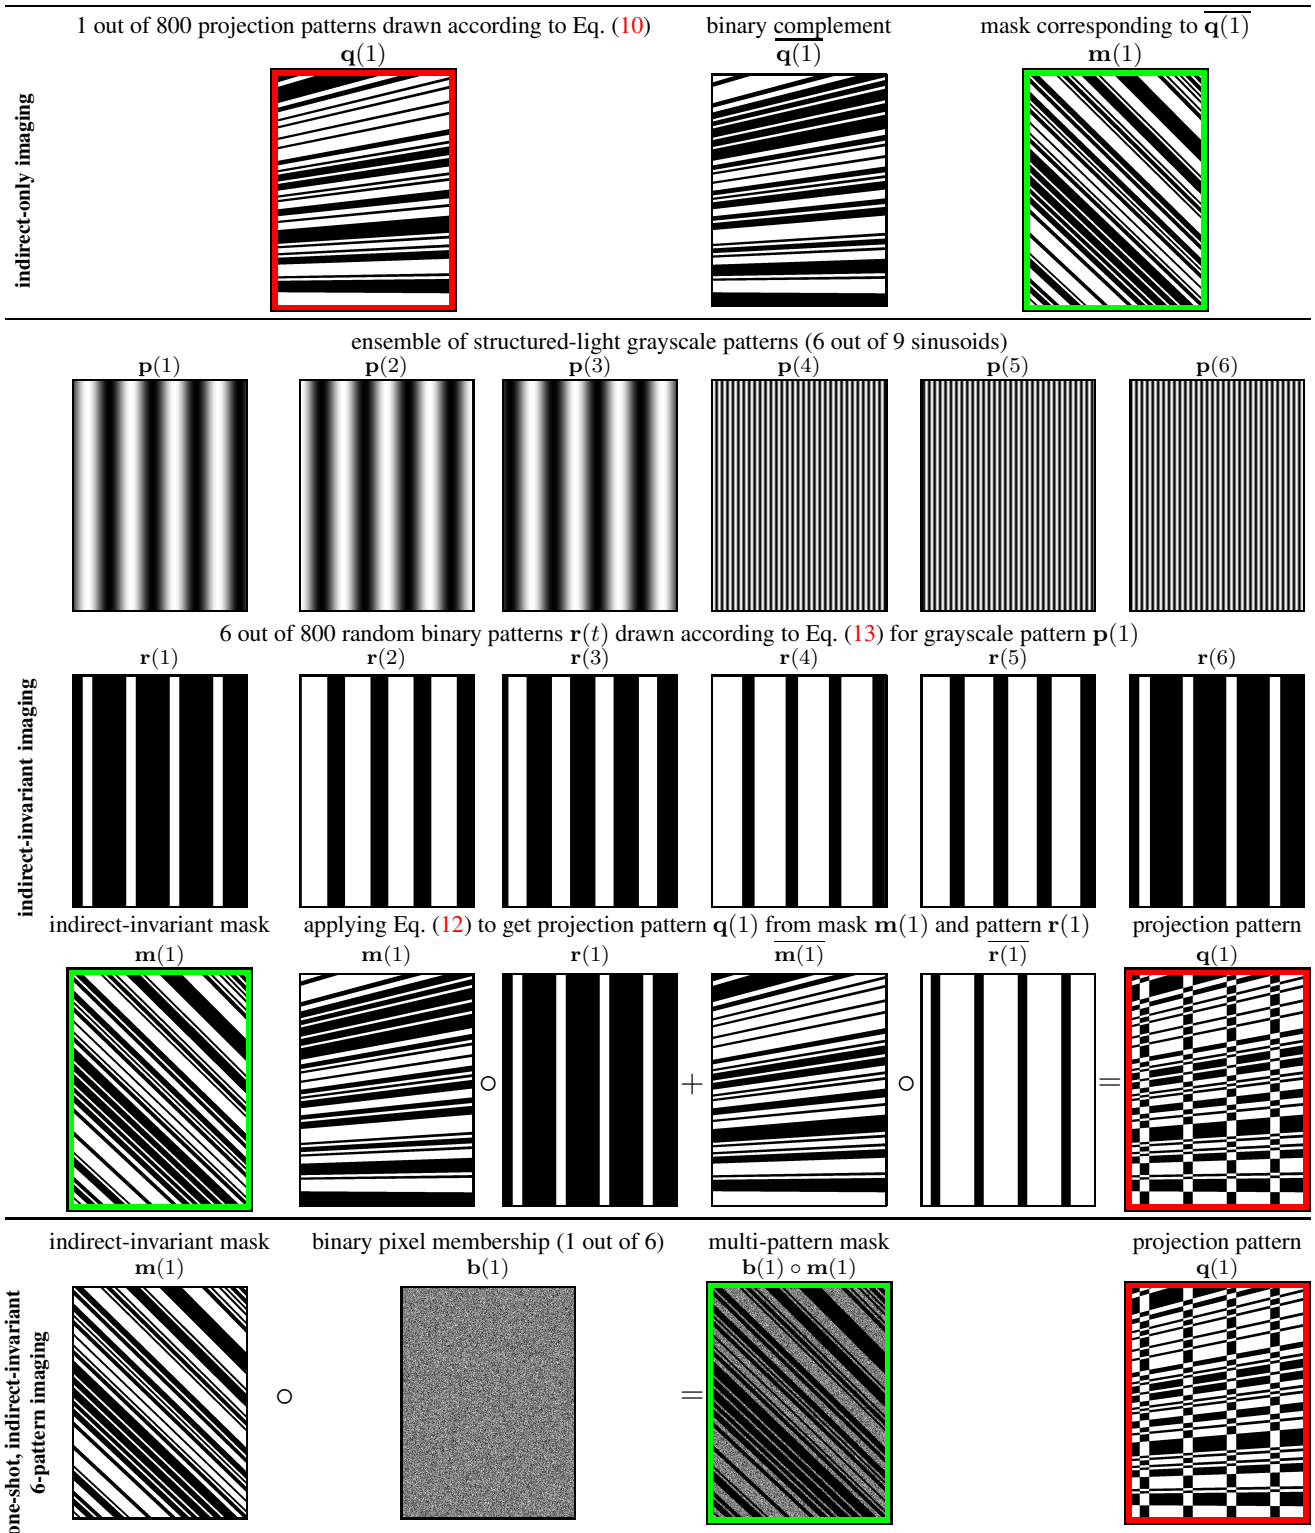 1 out of 800 projection patterns drawn according to Eq. (10)
binary complement
mask corresponding to q(1)
q(1)
q(1)
m(1)
indirect-only imaging
ensemble of structured-light grayscale patterns (6 out of 9 sinusoids)
p(1)
p(2)
p(3)
p(4)
p(5)
p(6)
6 out of 800 random binary patterns r(t) drawn according to Eq. (13) for grayscale pattern p(1)
r(1)
r(2)
r(3)
r(4)
r(5)
r(6)
indirect-invariant imaging
indirect-invariant mask
applying Eq. (12) to get projection pattern q(1) from mask m(1) and pattern r(1)
projection pattern
m(1)
m(1)
r(1)
m(1)
r(1)
q(1)
∘ + ∘ =
indirect-invariant mask
binary pixel membership (1 out of 6)
multi-pattern mask
projection pattern
m(1)
b(1)
b(1) ∘ m(1)
q(1)
∘ =
one-shot, indirect-invariant
6-pattern imaging